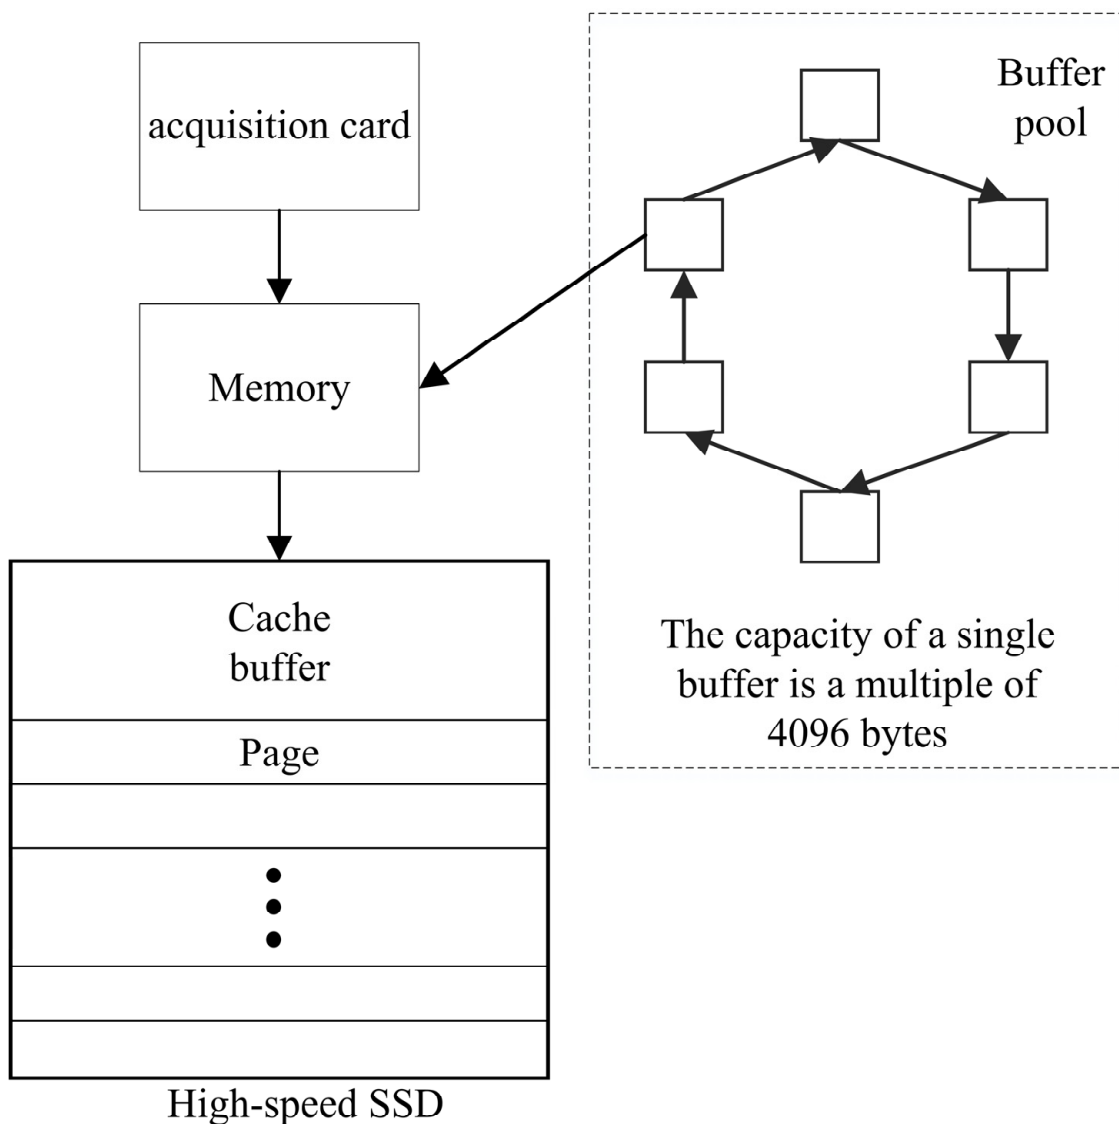 acquisition card
Memory
Cache
buffer
Page
High-speed SSD
Buffer
pool
The capacity of a single
buffer is a multiple of
4096 bytes